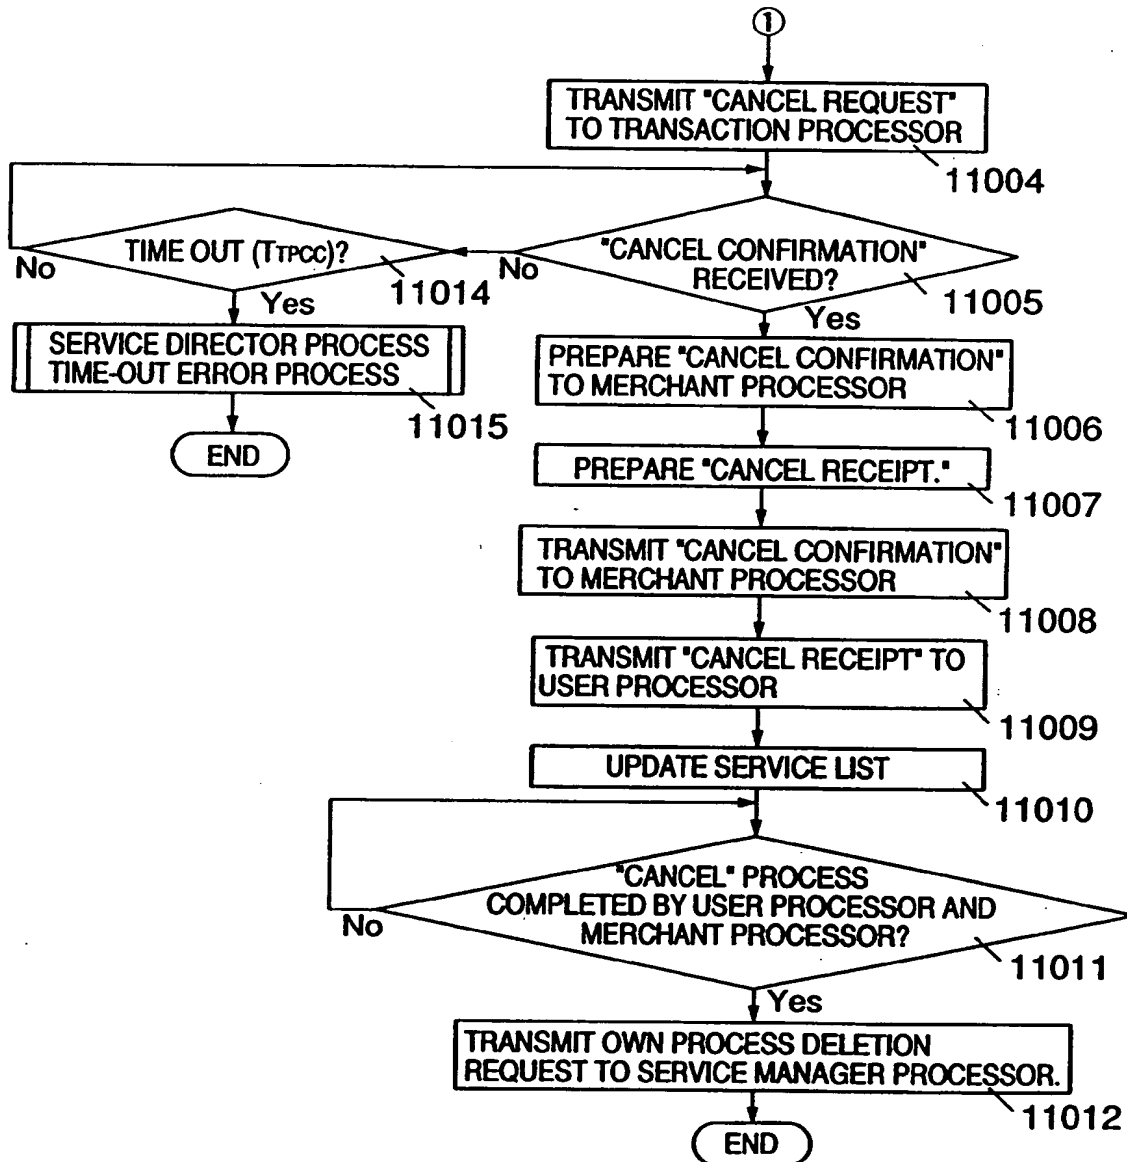 1
TRANSMIT "CANCEL REQUEST"
TO TRANSACTION PROCESSOR
11004
"CANCEL CONFIRMATION"
RECEIVED?
11005
No
Yes
TIME OUT (TTPCC)?
11014
No
Yes
SERVICE DIRECTOR PROCESS
TIME-OUT ERROR PROCESS
11015
END
PREPARE "CANCEL CONFIRMATION"
TO MERCHANT PROCESSOR
11006
PREPARE "CANCEL RECEIPT."
11007
TRANSMIT "CANCEL CONFIRMATION"
TO MERCHANT PROCESSOR
11008
TRANSMIT "CANCEL RECEIPT" TO
USER PROCESSOR
11009
UPDATE SERVICE LIST
11010
"CANCEL" PROCESS
COMPLETED BY USER PROCESSOR AND
MERCHANT PROCESSOR?
11011
No
Yes
TRANSMIT OWN PROCESS DELETION
REQUEST TO SERVICE MANAGER PROCESSOR.
11012
END